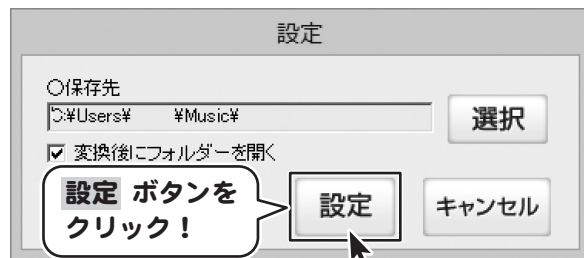 設定
○保存先
C:¥Users¥ ¥Music¥
選択
変換後にフォルダーを開く
設定 ボタンを
クリック！
設定
キャンセル